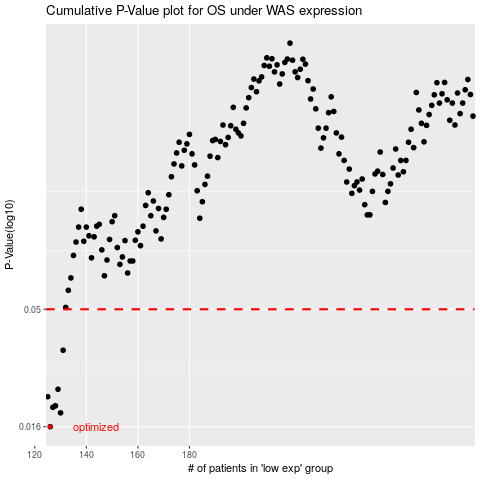 Cumulative P-Value plot for OS under WAS expression
P-Value(log10)
0.05
0.016
optimized
120 140 160 180
# of patients in 'low exp' group